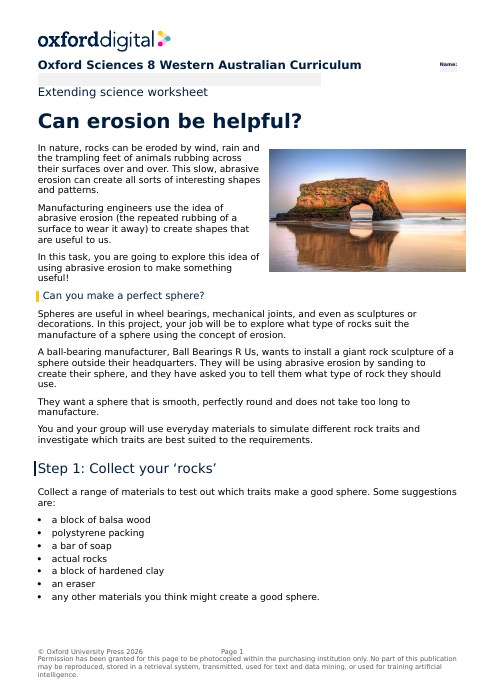 oxforddigital
Oxford Sciences 8 Western Australian Curriculum
Name:
Extending science worksheet
Can erosion be helpful?
In nature, rocks can be eroded by wind, rain and
the trampling feet of animals rubbing across
their surfaces over and over. This slow, abrasive
erosion can create all sorts of interesting shapes
and patterns.
Manufacturing engineers use the idea of
abrasive erosion (the repeated rubbing of a
surface to wear it away) to create shapes that
are useful to us.
In this task, you are going to explore this idea of
using abrasive erosion to make something
useful!
Can you make a perfect sphere?
Spheres are useful in wheel bearings, mechanical joints, and even as sculptures or
decorations. In this project, your job will be to explore what type of rocks suit the
manufacture of a sphere using the concept of erosion.
A ball-bearing manufacturer, Ball Bearings R Us, wants to install a giant rock sculpture of a
sphere outside their headquarters. They will be using abrasive erosion by sanding to
create their sphere, and they have asked you to tell them what type of rock they should
use.
They want a sphere that is smooth, perfectly round and does not take too long to
manufacture.
You and your group will use everyday materials to simulate different rock traits and
investigate which traits are best suited to the requirements.
Step 1: Collect your ‘rocks’
Collect a range of materials to test out which traits make a good sphere. Some suggestions
are:
• a block of balsa wood
• polystyrene packing
• a bar of soap
• actual rocks
• a block of hardened clay
• an eraser
• any other materials you think might create a good sphere.
© Oxford University Press 2026 Page 1
Permission has been granted for this page to be photocopied within the purchasing institution only. No part of this publication
may be reproduced, stored in a retrieval system, transmitted, used for text and data mining, or used for training artificial
intelligence.